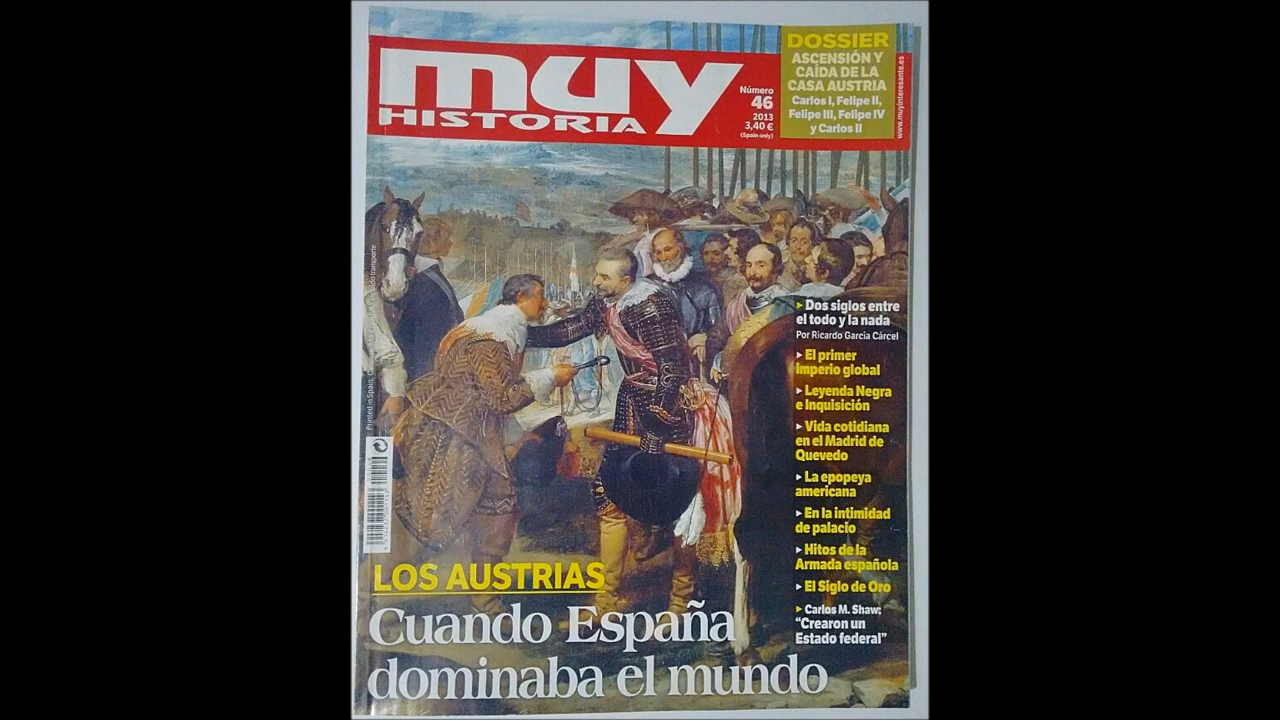 muy
HISTORIA
Número
46
2013
3,40 €
(Spain only)
DOSSIER
ASCENSIÓN Y
CAÍDA DE LA
CASA AUSTRIA
Carlos I, Felipe II,
Felipe III, Felipe IV
y Carlos II
www.muyinteresante.es
▸ Dos siglos entre
el todo y la nada
Por Ricardo García Cárcel
▸ El primer
imperio global
▸ Leyenda Negra
e Inquisición
▸ Vida cotidiana
en el Madrid de
Quevedo
▸ La epopeya
americana
▸ En la intimidad
de palacio
▸ Hitos de la
Armada española
▸ El Siglo de Oro
▸ Carlos M. Shaw:
“Crearon un
Estado federal”
Printed in Spain,
transporte
LOS AUSTRIAS
Cuando España
dominaba el mundo